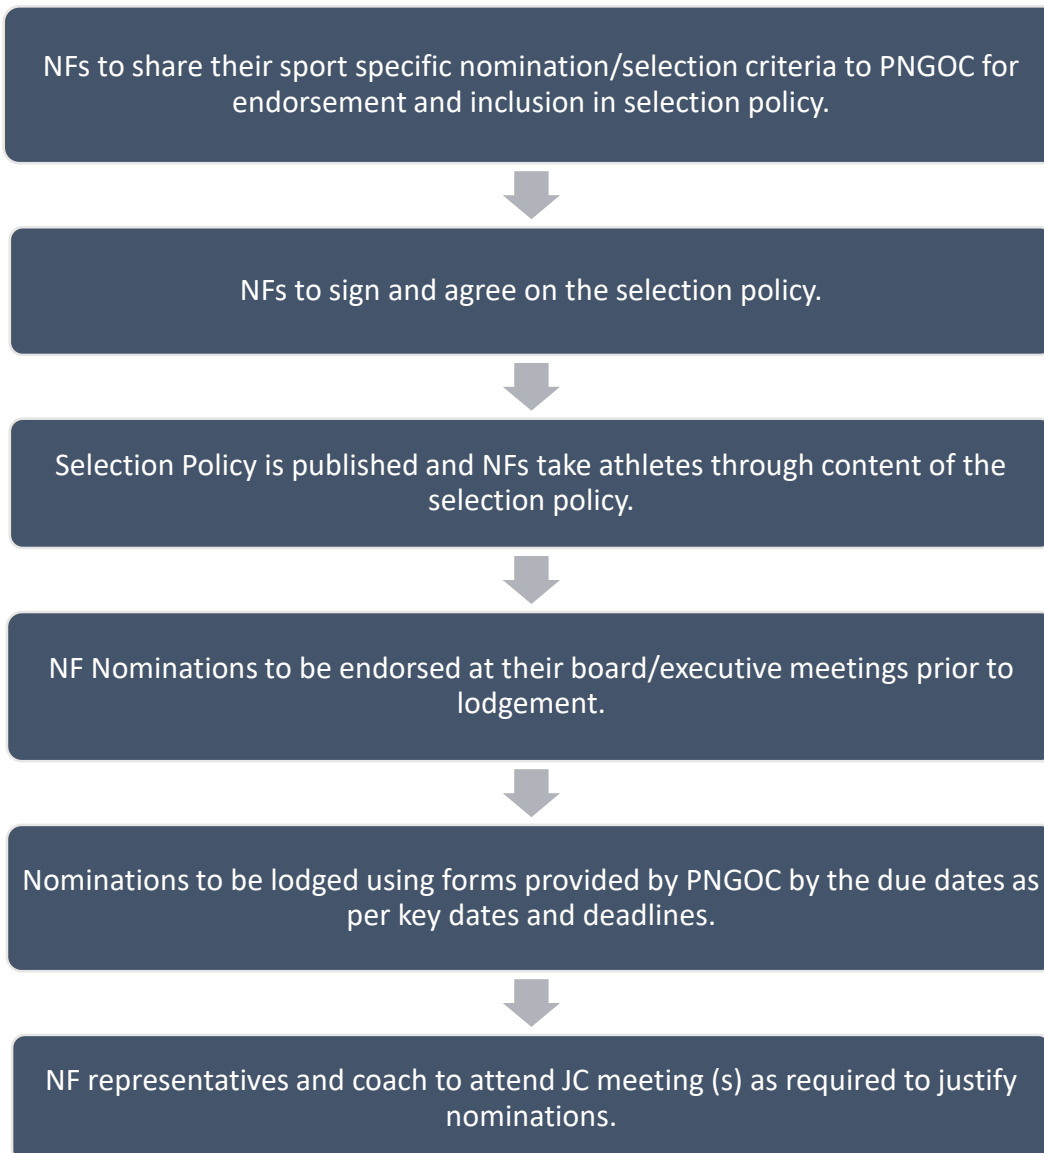 NFs to share their sport specific nomination/selection criteria to PNGOC for
endorsement and inclusion in selection policy.
NFs to sign and agree on the selection policy.
Selection Policy is published and NFs take athletes through content of the
selection policy.
NF Nominations to be endorsed at their board/executive meetings prior to
lodgement.
Nominations to be lodged using forms provided by PNGOC by the due dates as
per key dates and deadlines.
NF representatives and coach to attend JC meeting (s) as required to justify
nominations.